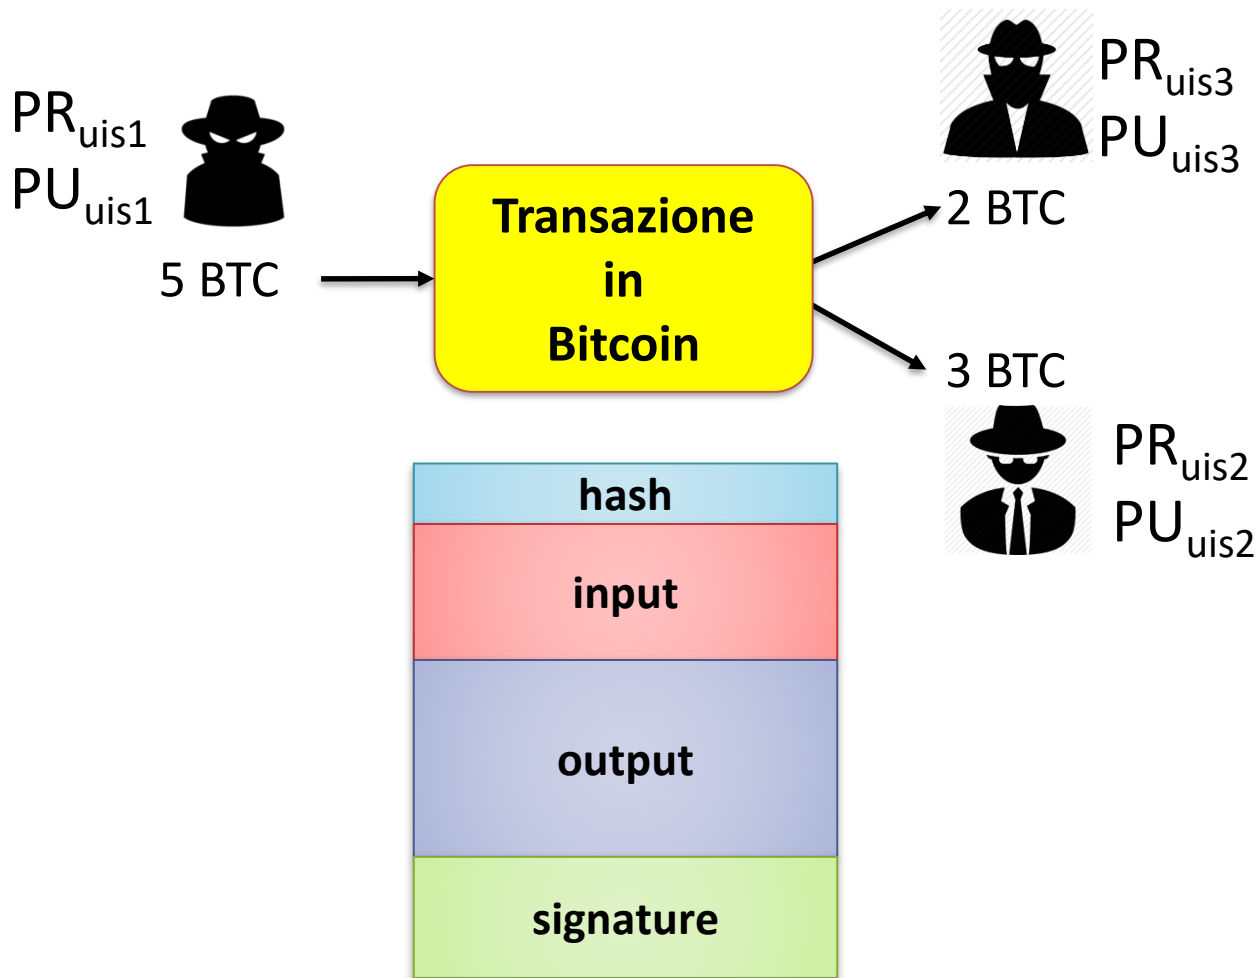 PRuis1
PUuis1
5 BTC
Transazione
in
Bitcoin
PRuis3
PUuis3
2 BTC
3 BTC
PRuis2
PUuis2
hash
input
output
signature